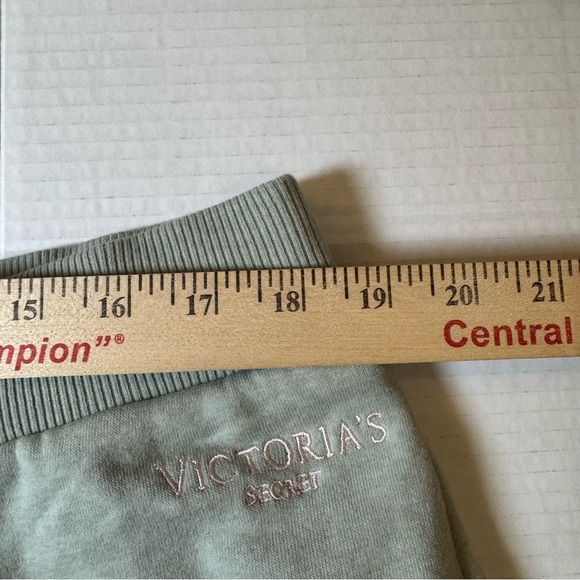 15 16 17 18 19 20 21
mpion”® Central
VICTORIA'S
SECRET